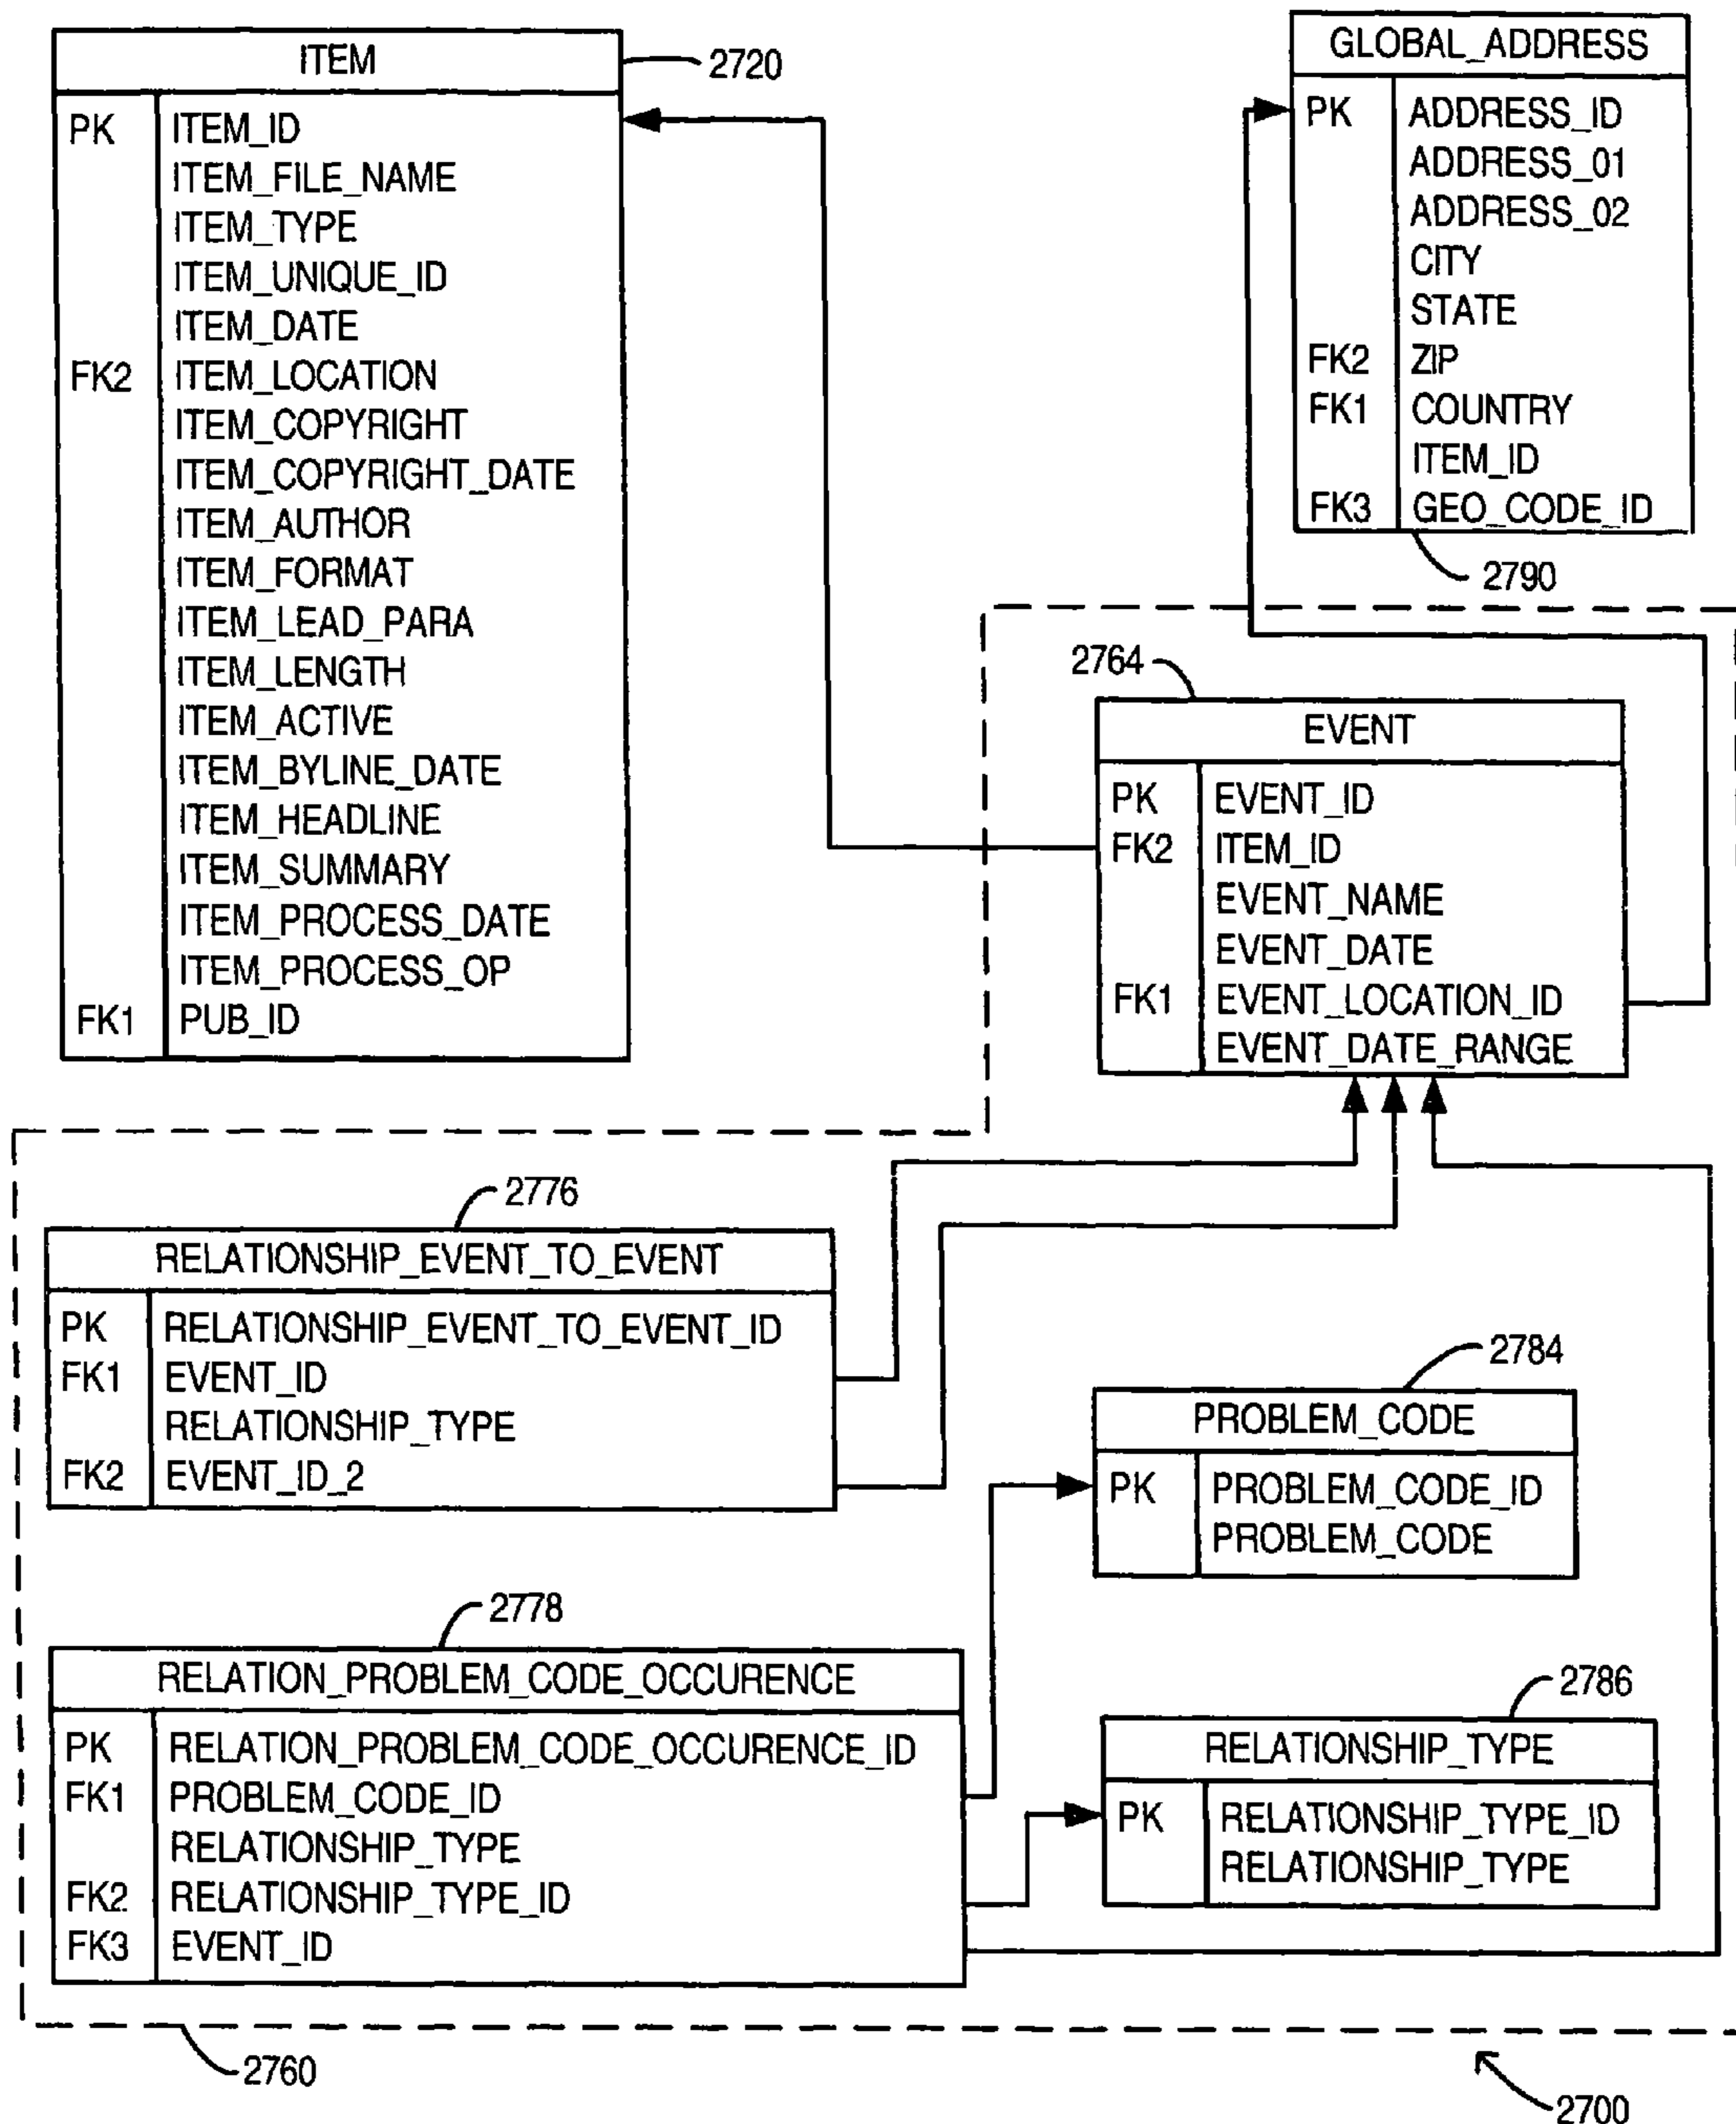 ITEM
2720
PK ITEM_ID
ITEM_FILE_NAME
ITEM_TYPE
ITEM_UNIQUE_ID
ITEM_DATE
FK2 ITEM_LOCATION
ITEM_COPYRIGHT
ITEM_COPYRIGHT_DATE
ITEM_AUTHOR
ITEM_FORMAT
ITEM_LEAD_PARA
ITEM_LENGTH
ITEM_ACTIVE
ITEM_BYLINE_DATE
ITEM_HEADLINE
ITEM_SUMMARY
ITEM_PROCESS_DATE
ITEM_PROCESS_OP
FK1 PUB_ID
GLOBAL_ADDRESS
PK ADDRESS_ID
ADDRESS_01
ADDRESS_02
CITY
STATE
FK2 ZIP
FK1 COUNTRY
ITEM_ID
FK3 GEO_CODE_ID
2790
2764
EVENT
PK EVENT_ID
FK2 ITEM_ID
EVENT_NAME
EVENT_DATE
FK1 EVENT_LOCATION_ID
EVENT_DATE_RANGE
2776
RELATIONSHIP_EVENT_TO_EVENT
PK RELATIONSHIP_EVENT_TO_EVENT_ID
FK1 EVENT_ID
RELATIONSHIP_TYPE
FK2 EVENT_ID_2
2784
PROBLEM_CODE
PK PROBLEM_CODE_ID
PROBLEM_CODE
2778
RELATION_PROBLEM_CODE_OCCURENCE
PK RELATION_PROBLEM_CODE_OCCURENCE_ID
FK1 PROBLEM_CODE_ID
RELATIONSHIP_TYPE
FK2 RELATIONSHIP_TYPE_ID
FK3 EVENT_ID
2786
RELATIONSHIP_TYPE
PK RELATIONSHIP_TYPE_ID
RELATIONSHIP_TYPE
2760
2700